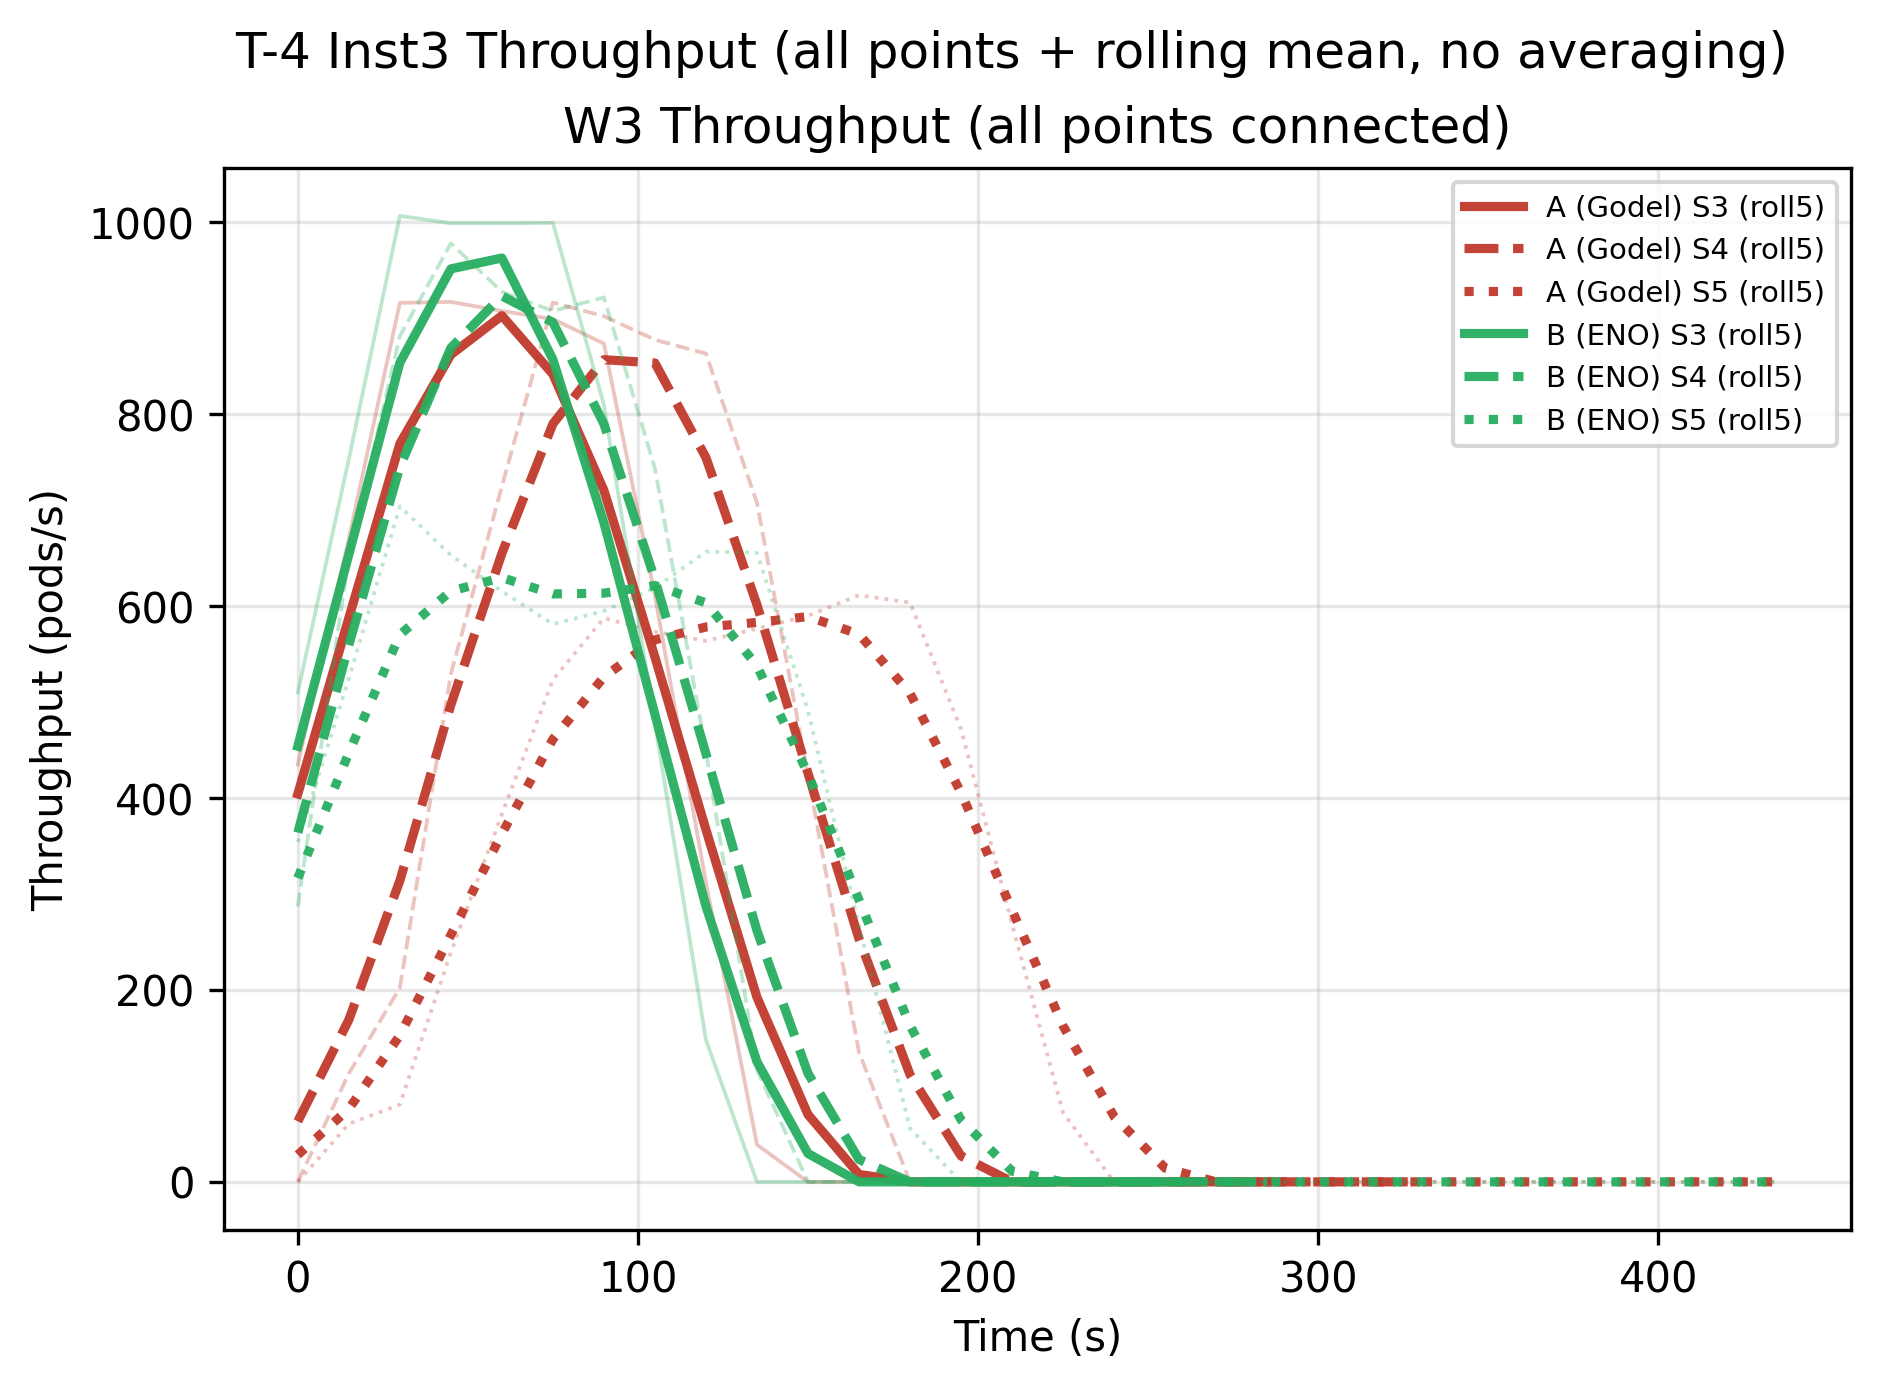 T-4 Inst3 Throughput (all points + rolling mean, no averaging)
W3 Throughput (all points connected)
A (Godel) S3 (roll5)
A (Godel) S4 (roll5)
A (Godel) S5 (roll5)
B (ENO) S3 (roll5)
B (ENO) S4 (roll5)
B (ENO) S5 (roll5)
Throughput (pods/s)
1000
800
600
400
200
0
0 100 200 300 400
Time (s)